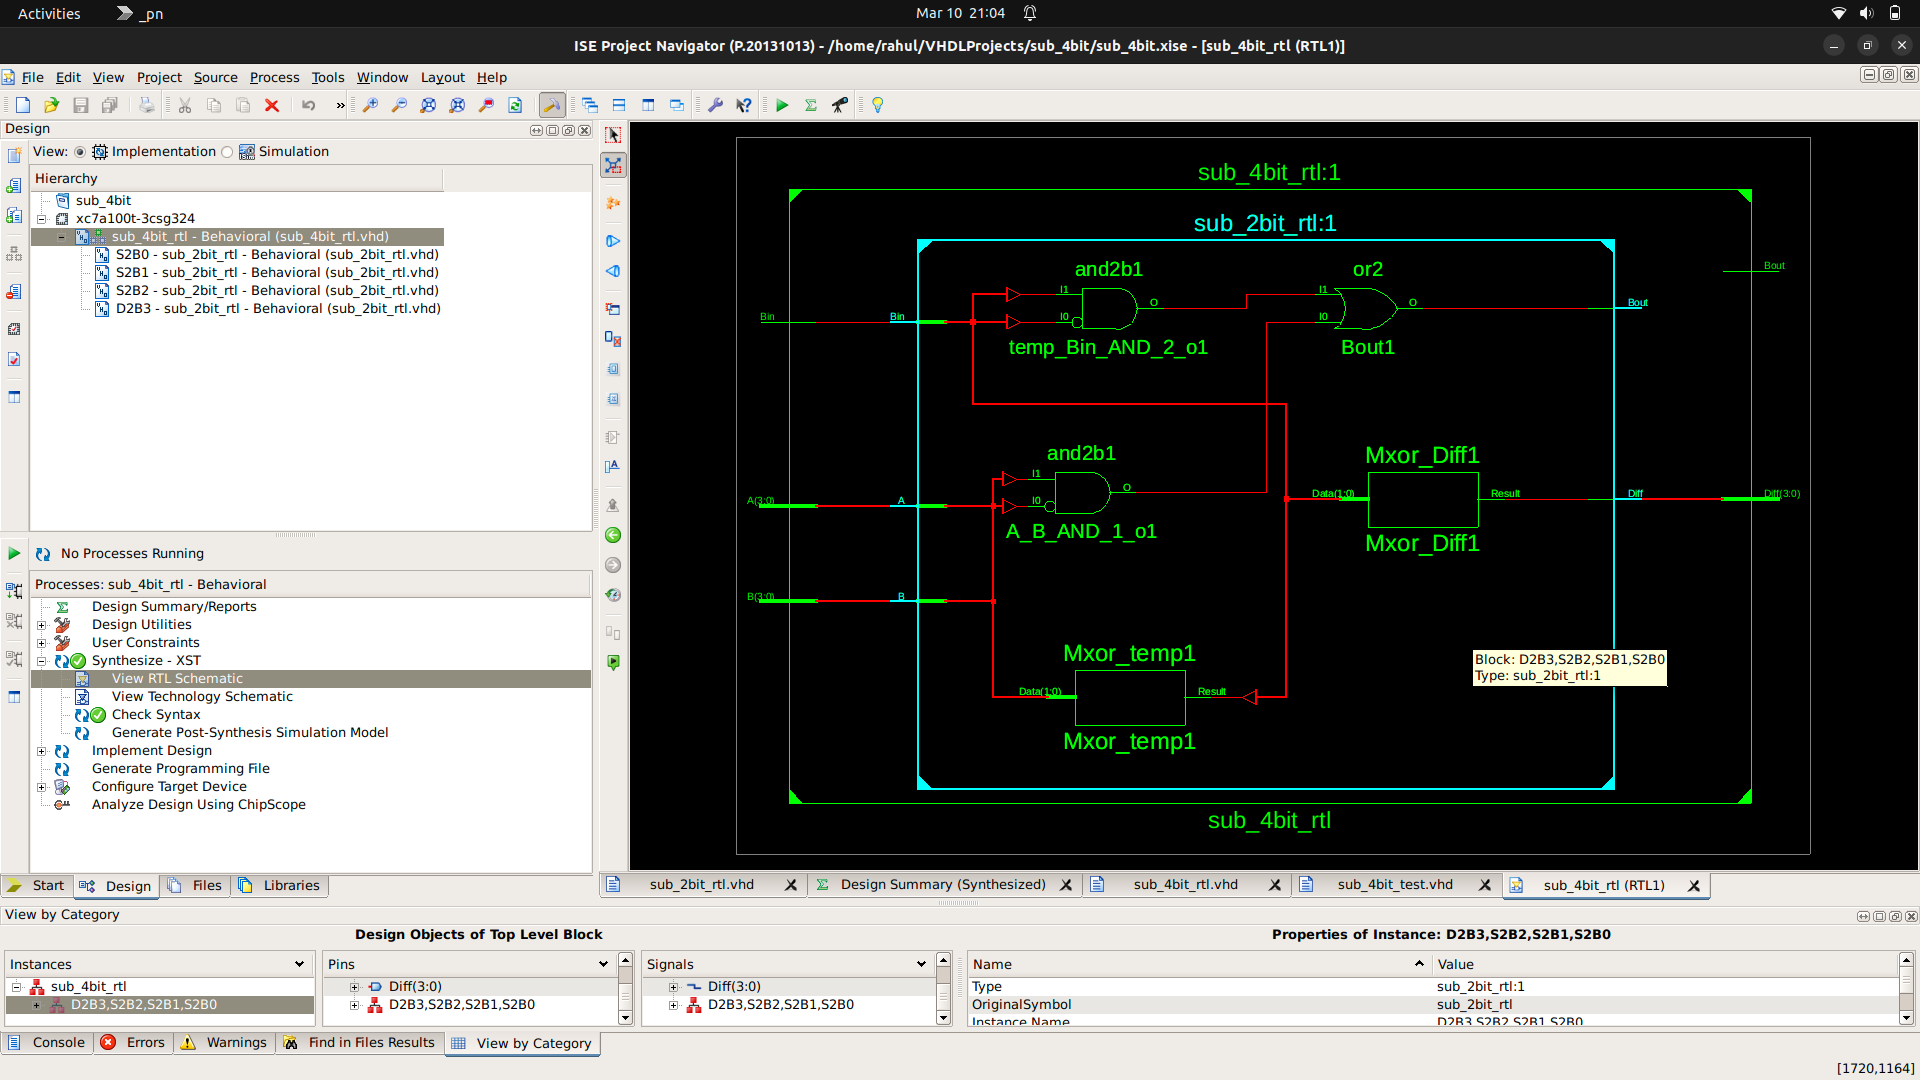 Activities
_pn
Mar 10 21:04
ISE Project Navigator (P.20131013) - /home/rahul/VHDLProjects/sub_4bit/sub_4bit.xise - [sub_4bit_rtl (RTL1)]
File Edit View Project Source Process Tools Window Layout Help
»
Design
View: Implementation Simulation
Hierarchy
sub_4bit
xc7a100t-3csg324
sub_4bit_rtl - Behavioral (sub_4bit_rtl.vhd)
S2B0 - sub_2bit_rtl - Behavioral (sub_2bit_rtl.vhd)
S2B1 - sub_2bit_rtl - Behavioral (sub_2bit_rtl.vhd)
S2B2 - sub_2bit_rtl - Behavioral (sub_2bit_rtl.vhd)
D2B3 - sub_2bit_rtl - Behavioral (sub_2bit_rtl.vhd)
No Processes Running
Processes: sub_4bit_rtl - Behavioral
Design Summary/Reports
Design Utilities
User Constraints
Synthesize - XST
View RTL Schematic
View Technology Schematic
Check Syntax
Generate Post-Synthesis Simulation Model
Implement Design
Generate Programming File
Configure Target Device
Analyze Design Using ChipScope
Start Design Files Libraries
sub_4bit_rtl:1
sub_2bit_rtl:1
and2b1
or2
Bout
I1
I1
O
O
Bout
Bin
Bin
I0
I0
temp_Bin_AND_2_o1
Bout1
and2b1
Mxor_Diff1
I1
O
Data(1:0)
Result
Diff
Diff(3:0)
A(3:0)
A
I0
A_B_AND_1_o1
Mxor_Diff1
B(3:0)
B
Mxor_temp1
Block: D2B3,S2B2,S2B1,S2B0
Type: sub_2bit_rtl:1
Data(1:0)
Result
Mxor_temp1
sub_4bit_rtl
sub_2bit_rtl.vhd
Design Summary (Synthesized)
sub_4bit_rtl.vhd
sub_4bit_test.vhd
sub_4bit_rtl (RTL1)
View by Category
Design Objects of Top Level Block
Properties of Instance: D2B3,S2B2,S2B1,S2B0
Instances
sub_4bit_rtl
D2B3,S2B2,S2B1,S2B0
Pins
Diff(3:0)
D2B3,S2B2,S2B1,S2B0
Signals
Diff(3:0)
D2B3,S2B2,S2B1,S2B0
Name Value
Type sub_2bit_rtl:1
OriginalSymbol sub_2bit_rtl
Instance Name D2B3,S2B2,S2B1,S2B0
Console Errors Warnings Find in Files Results View by Category
[1720,1164]